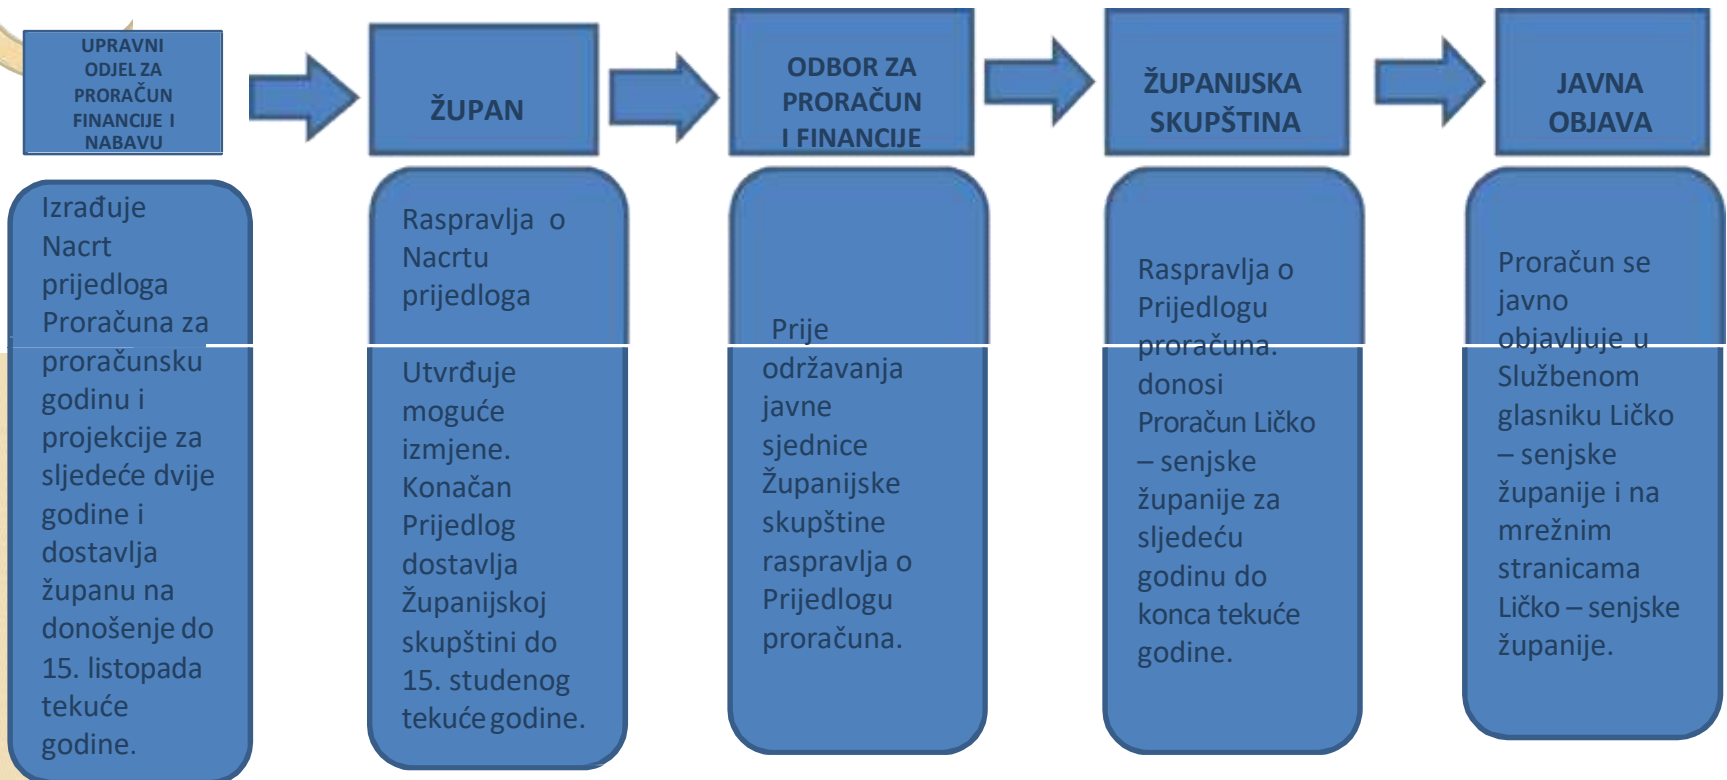 UPRAVNI
ODJEL ZA
PRORAČUN
FINANCIJE I
NABAVU
Izrađuje
Nacrt
prijedloga
Proračuna za
proračunsku
godinu i
projekcije za
sljedeće dvije
godine i
dostavlja
županu na
donošenje do
15. listopada
tekuće
godine.
ŽUPAN
Raspravlja o
Nacrtu
prijedloga
Utvrđuje
moguće
izmjene.
Konačan
Prijedlog
dostavlja
Županijskoj
skupštini do
15. studenog
tekuće godine.
ODBOR ZA
PRORAČUN
I FINANCIJE
Prije
održavanja
javne
sjednice
Županijske
skupštine
raspravlja o
Prijedlogu
proračuna.
ŽUPANIJSKA
SKUPŠTINA
Raspravlja o
Prijedlogu
proračuna.
donosi
Proračun Ličko
– senjske
županije za
sljedeću
godinu do
konca tekuće
godine.
JAVNA
OBJAVA
Proračun se
javno
objavljuje u
Službenom
glasniku Ličko
– senjske
županije i na
mrežnim
stranicama
Ličko – senjske
županije.